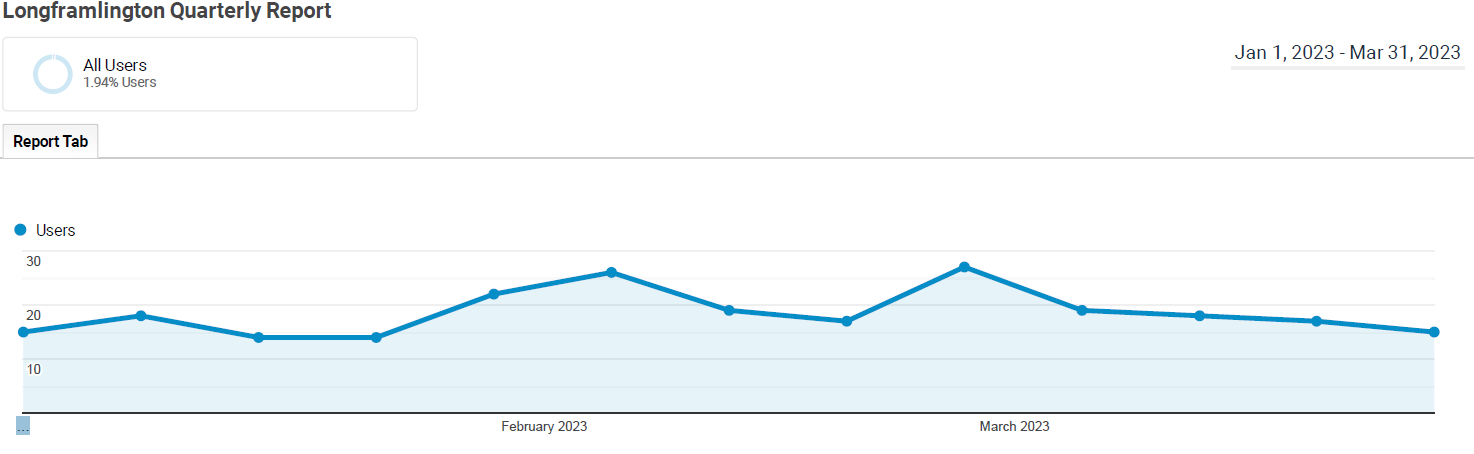 Longframlington Quarterly Report
All Users
1.94% Users
Jan 1, 2023 - Mar 31, 2023
Report Tab
Users
30
20
10
...
February 2023
March 2023